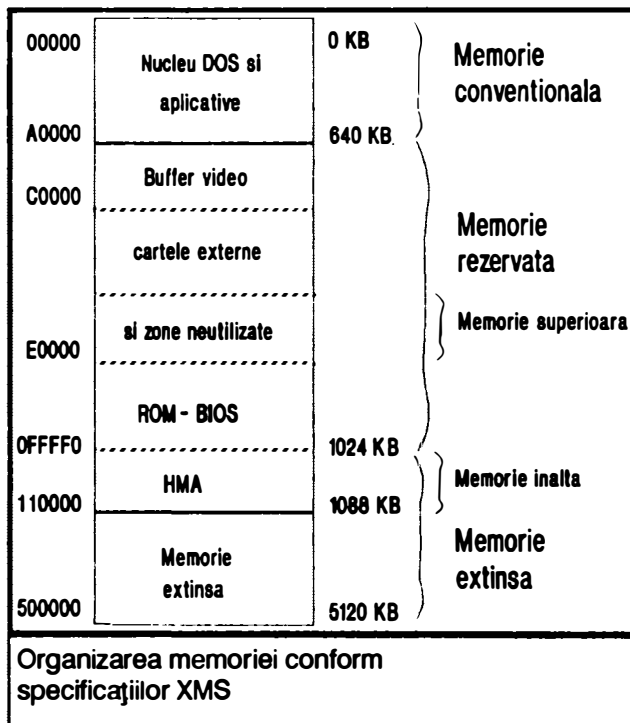 00000
Nucleu DOS si
aplicative
0 KB
Memorie
conventionala
A0000
640 KB
Buffer video
C0000
cartele externe
Memorie
rezervata
si zone neutilizate
Memorie superioara
E0000
ROM - BIOS
0FFFF0
1024 KB
HMA
Memorie inalta
110000
1088 KB
Memorie
extinsa
Memorie
extinsa
500000
5120 KB
Organizarea memoriei conform
specificaţiilor XMS